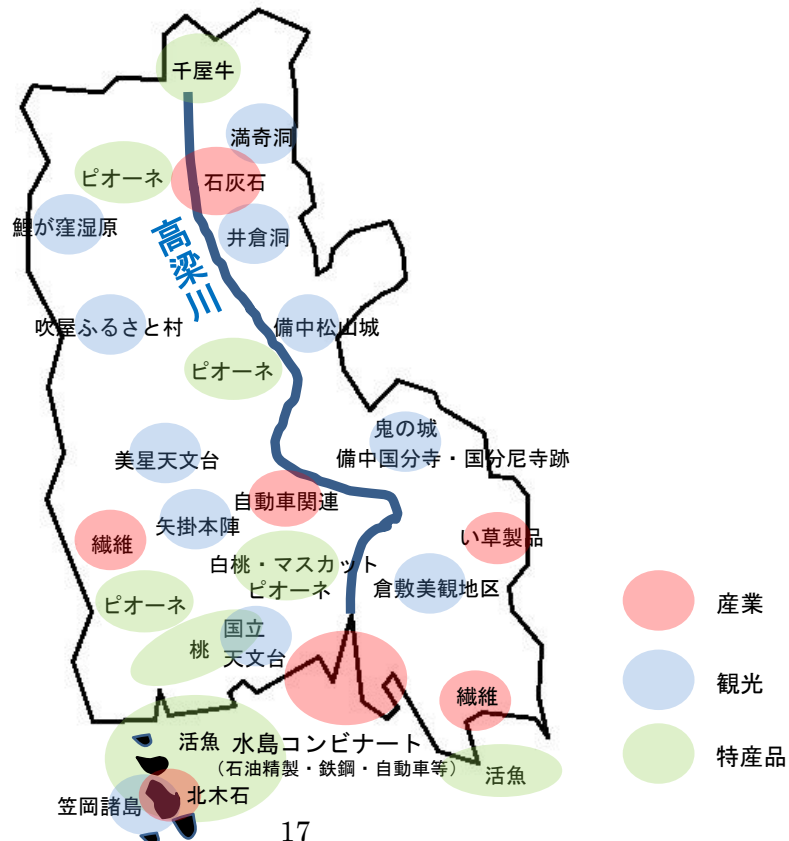 千屋牛
満奇洞
ピオーネ
石灰石
鯉が窪湿原
高梁川
井倉洞
吹屋ふるさと村
備中松山城
ピオーネ
鬼の城
備中国分寺・国分尼寺跡
美星天文台
自動車関連
矢掛本陣
繊維
い草製品
白桃・マスカット
ピオーネ
倉敷美観地区
ピオーネ
産業
国立
天文台
桃
観光
繊維
活魚
水島コンビナート
（石油精製・鉄鋼・自動車等）
特産品
活魚
北木石
笠岡諸島
17